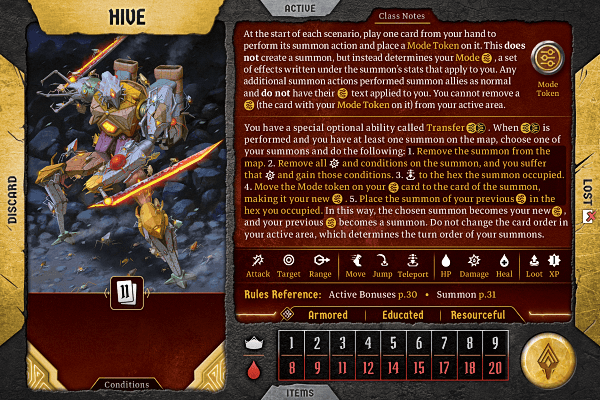 HIVE
ACTIVE
Class Notes
At the start of each scenario, play one card from your hand to
perform its summon action and place a Mode Token on it. This does
not create a summon, but instead determines your Mode , a set
of effects written under the summon's stats that apply to you. Any
additional summon actions performed summon allies as normal
and do not have their text applied to you. You cannot remove a
(the card with your Mode Token on it) from your active area.
Mode
Token
You have a special optional ability called Transfer . When is
performed and you have at least one summon on the map, choose one of
your summons and do the following: 1. Remove the summon from the
map. 2. Remove all and conditions on the summon, and you suffer
that and gain those conditions. 3. to the hex the summon occupied.
4. Move the Mode token on your card to the card of the summon,
making it your new . 5. Place the summon of your previous in the
hex you occupied. In this way, the chosen summon becomes your new ,
and your previous becomes a summon. Do not change the card order in
your active area, which determines the turn order of your summons.
Attack Target Range Move Jump Teleport HP Damage Heal Loot XP
Rules Reference: Active Bonuses p.30 • Summon p.31
Armored | Educated | Resourceful
1 2 3 4 5 6 7 8 9
8 9 11 12 14 15 17 18 20
ITEMS
DISCARD
LOST
11
Conditions